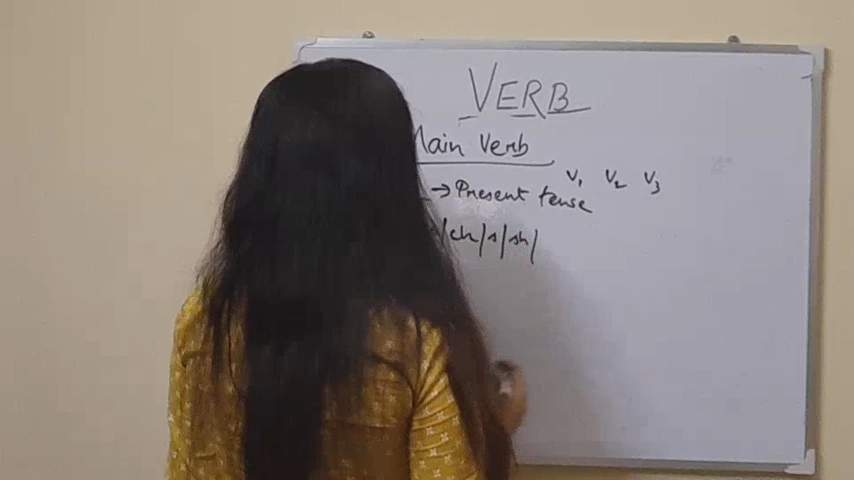 VERB
Main Verb
V₁ V₂ V₃
→ Present tense
/ch/s/sh/